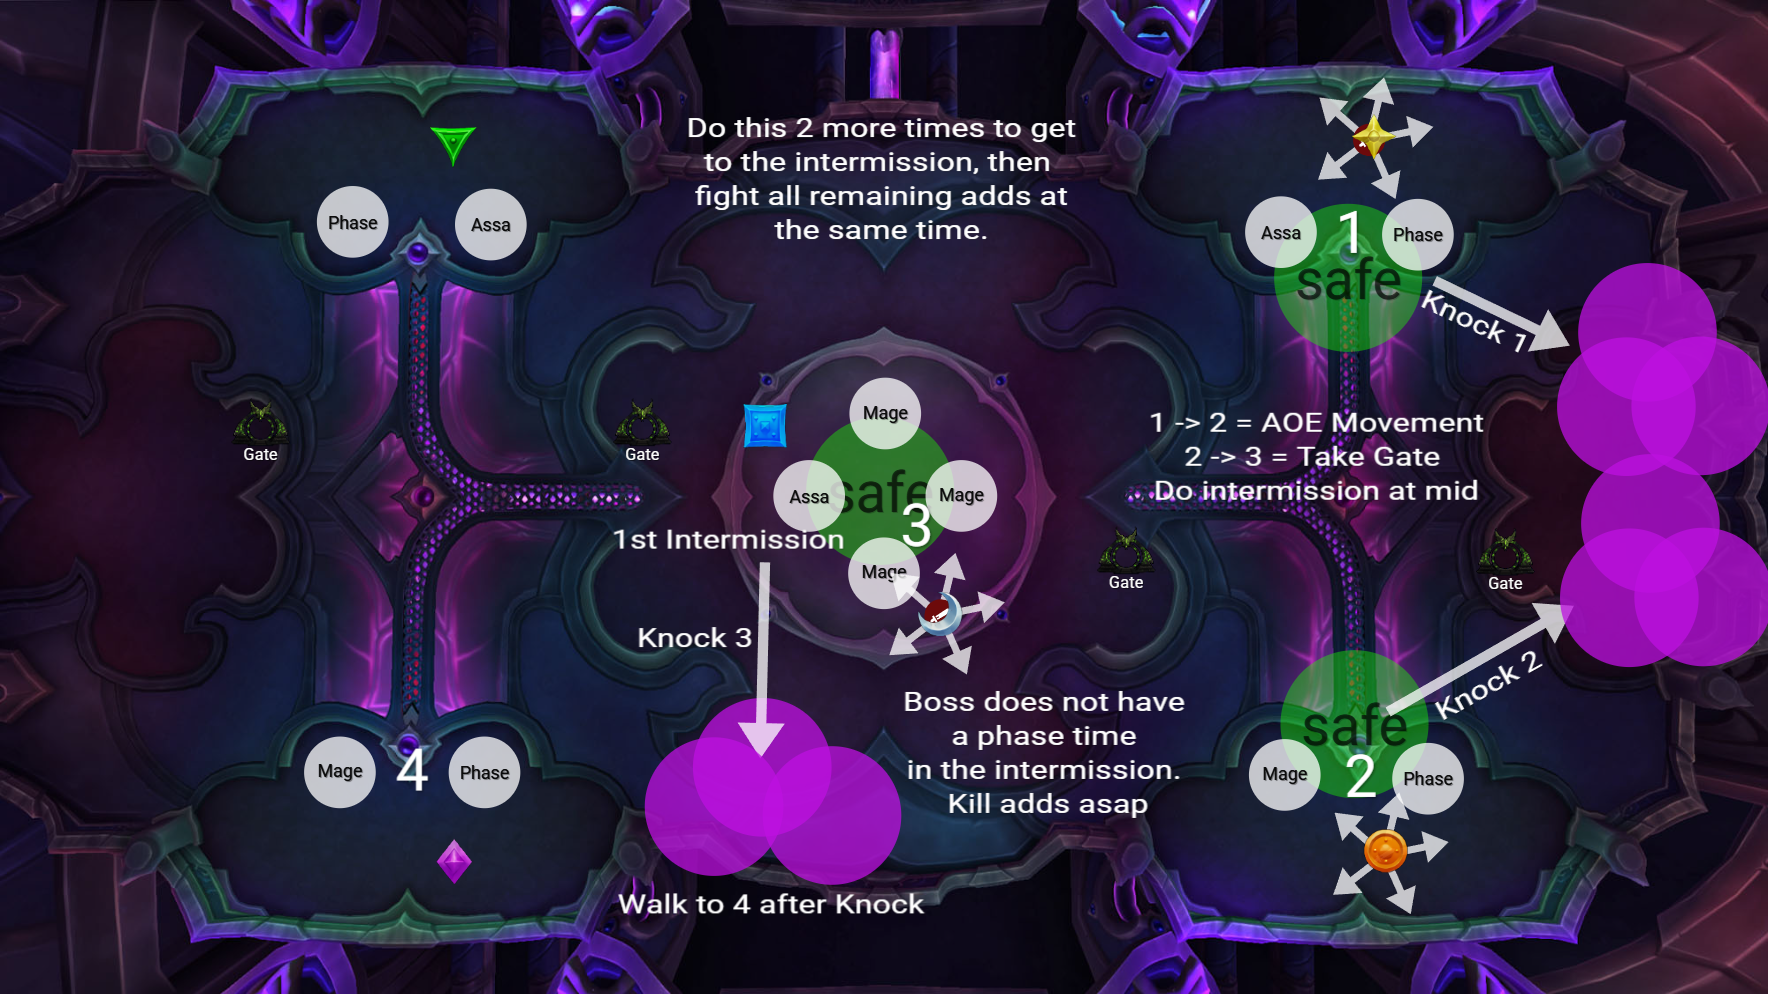 Do this 2 more times to get
to the intermission, then
fight all remaining adds at
the same time.
Phase
Assa
Assa
1
Phase
safe
Knock 1
Gate
Gate
Mage
Assa
safe
Mage
3
Mage
1st Intermission
1 -> 2 = AOE Movement
2 -> 3 = Take Gate
Do intermission at mid
Gate
Gate
Knock 3
Knock 2
Boss does not have
a phase time
in the intermission.
Kill adds asap
safe
Mage
2
Phase
Mage
4
Phase
Walk to 4 after Knock